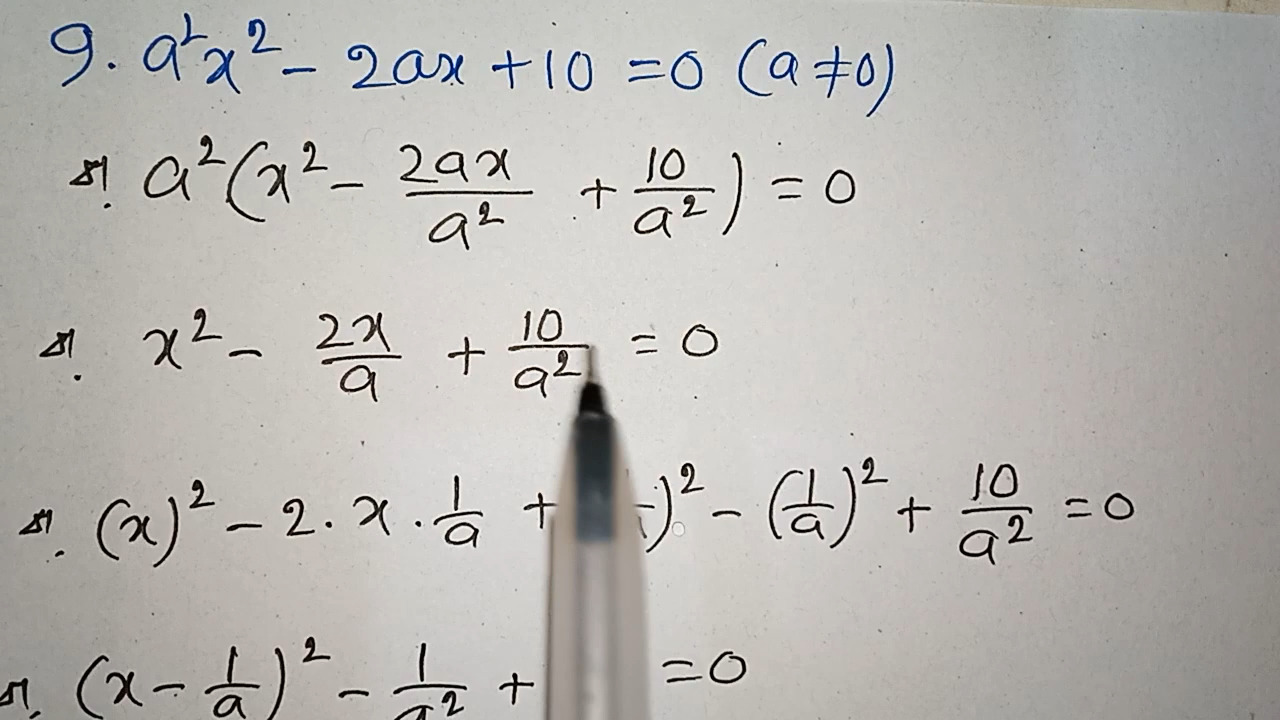 9. a²x² - 2ax + 10 = 0 (a ≠ 0)
বা. a²(x² - 2ax/a² + 10/a²) = 0
বা. x² - 2x/a + 10/a² = 0
বা. (x)² - 2 · x · 1/a + )² - (1/a)² + 10/a² = 0
বা. (x - 1/a)² - 1/a² + = 0